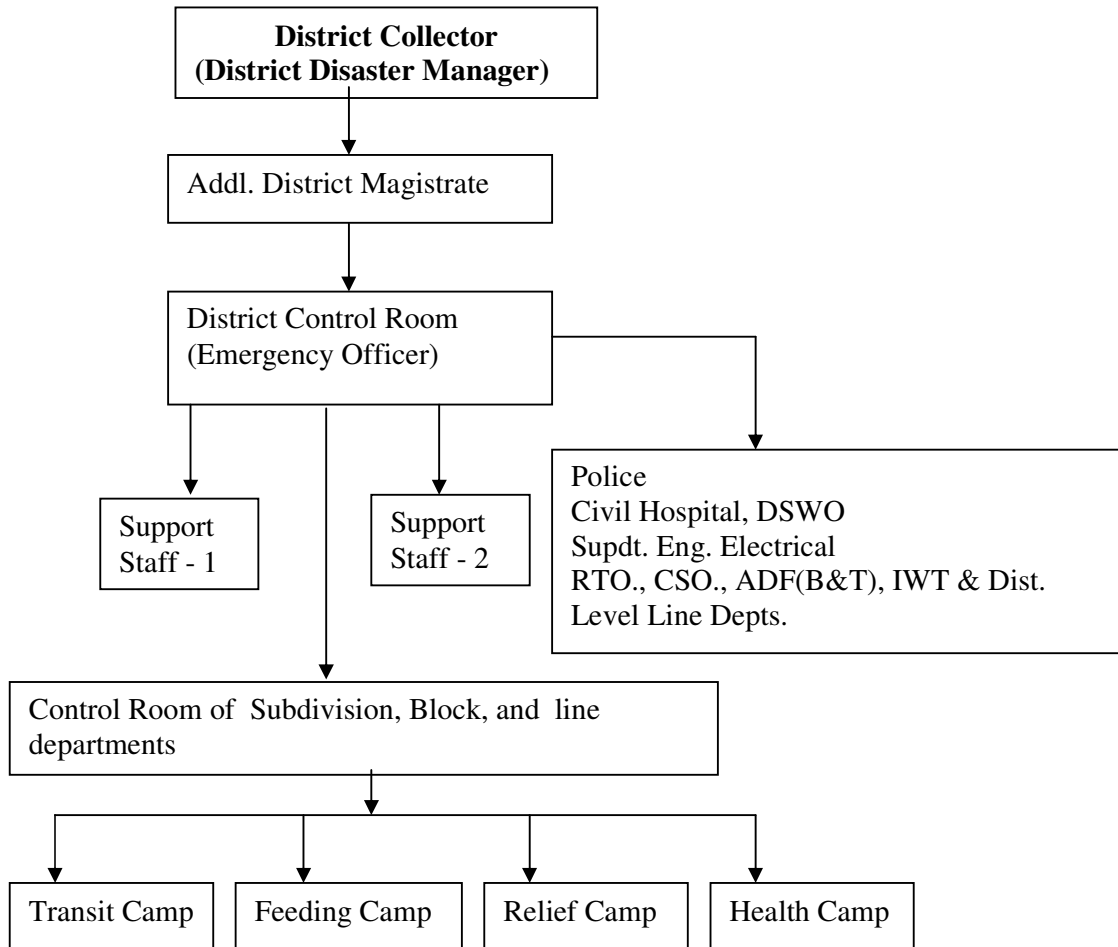 District Collector
(District Disaster Manager)
Addl. District Magistrate
District Control Room
(Emergency Officer)
Support
Staff - 1
Support
Staff - 2
Police
Civil Hospital, DSWO
Supdt. Eng. Electrical
RTO., CSO., ADF(B&T), IWT & Dist.
Level Line Depts.
Control Room of Subdivision, Block, and line
departments
Transit Camp
Feeding Camp
Relief Camp
Health Camp